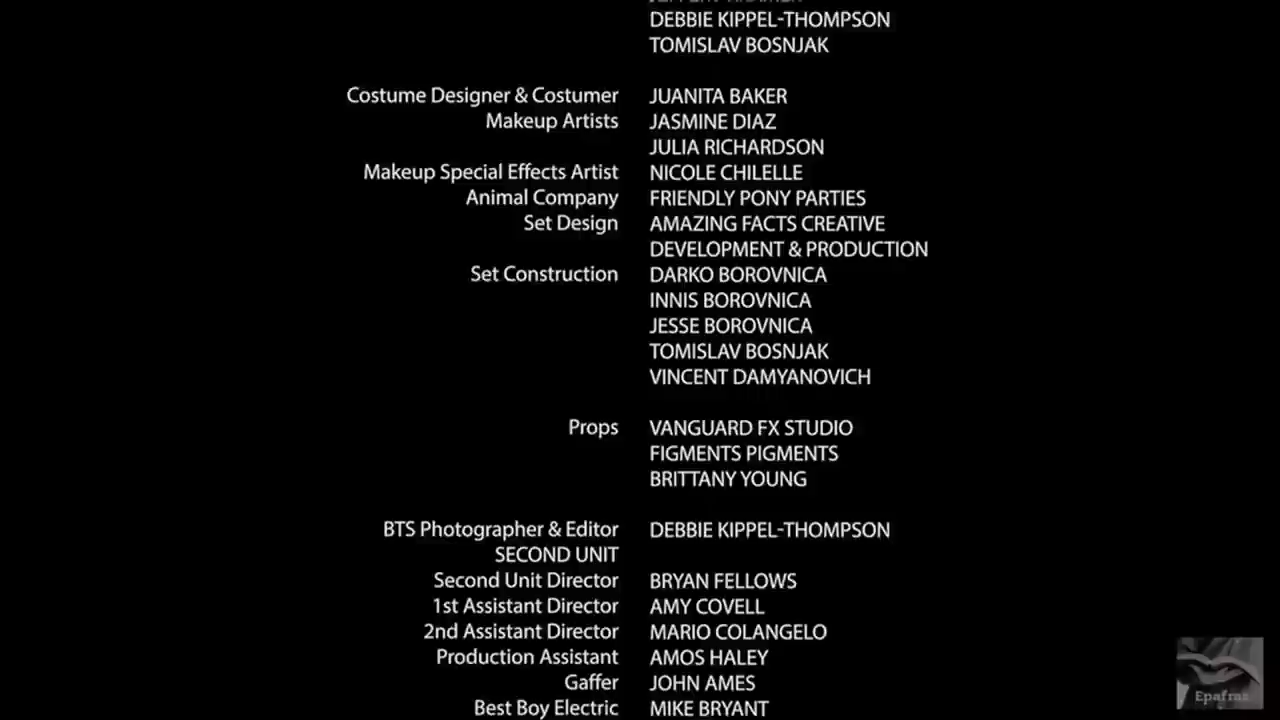 DEBBIE KIPPEL-THOMPSON
TOMISLAV BOSNJAK
Costume Designer & Costumer JUANITA BAKER
Makeup Artists JASMINE DIAZ
JULIA RICHARDSON
Makeup Special Effects Artist NICOLE CHILELLE
Animal Company FRIENDLY PONY PARTIES
Set Design AMAZING FACTS CREATIVE
DEVELOPMENT & PRODUCTION
Set Construction DARKO BOROVNICA
INNIS BOROVNICA
JESSE BOROVNICA
TOMISLAV BOSNJAK
VINCENT DAMYANOVICH
Props VANGUARD FX STUDIO
FIGMENTS PIGMENTS
BRITTANY YOUNG
BTS Photographer & Editor DEBBIE KIPPEL-THOMPSON
SECOND UNIT
Second Unit Director BRYAN FELLOWS
1st Assistant Director AMY COVELL
2nd Assistant Director MARIO COLANGELO
Production Assistant AMOS HALEY
Gaffer JOHN AMES
Best Boy Electric MIKE BRYANT
Epafras